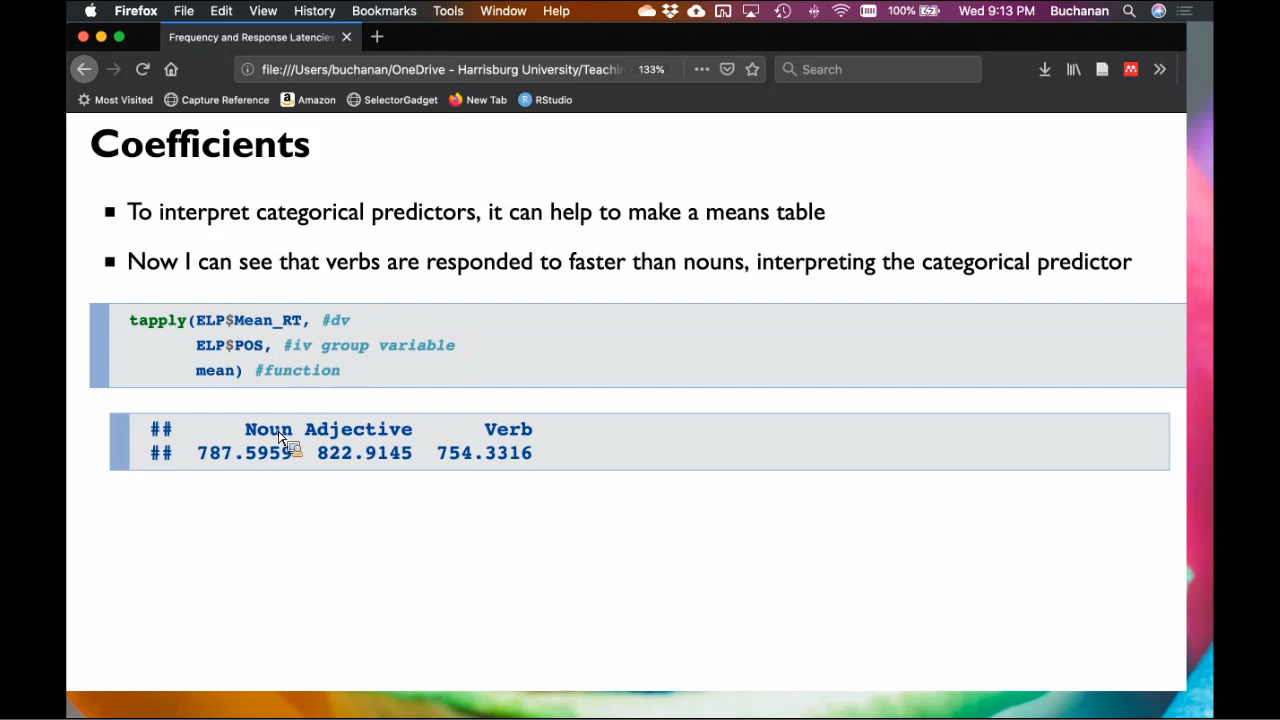 Firefox File Edit View History Bookmarks Tools Window Help 100% Wed 9:13 PM Buchanan
Frequency and Response Latencies
file:///Users/buchanan/OneDrive - Harrisburg University/Teachin 133% Search
Most Visited Capture Reference Amazon SelectorGadget New Tab RStudio
Coefficients
To interpret categorical predictors, it can help to make a means table
Now I can see that verbs are responded to faster than nouns, interpreting the categorical predictor
tapply(ELP$Mean_RT, #dv
ELP$POS, #iv group variable
mean) #function
## Noun Adjective Verb
## 787.5959 822.9145 754.3316